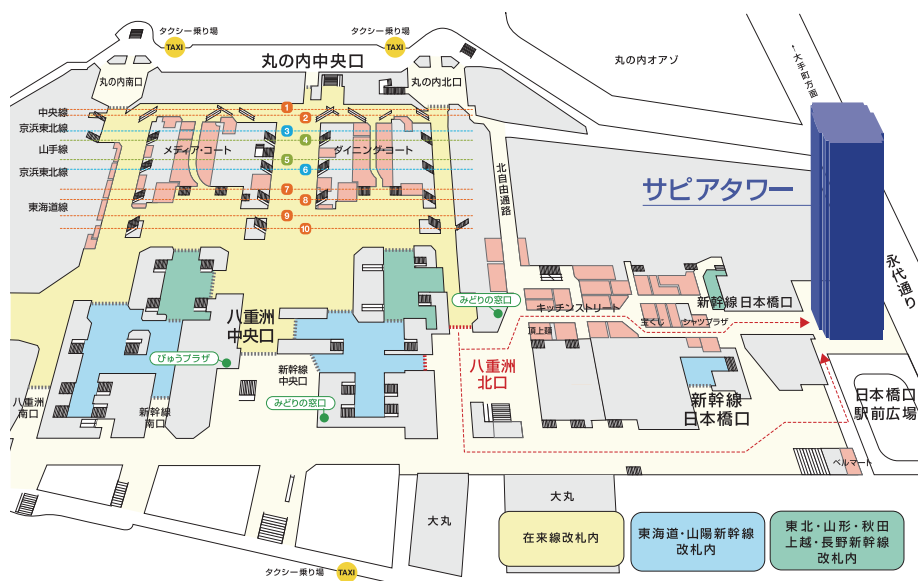 タクシー乗り場
TAXI
タクシー乗り場
TAXI
丸の内中央口
丸の内南口
丸の内北口
丸の内オアゾ
←大手町方面
中央線
京浜東北線
山手線
京浜東北線
東海道線
1
2
3
4
5
6
7
8
9
10
メディア・コート
ダイニング・コート
北自由通路
サピアタワー
永代通り
みどりの窓口
キッチンストリート
新幹線 日本橋口
宝くじ
シャツプラザ
頂上麺
八重洲
中央口
びゅうプラザ
新幹線
中央口
八重洲
北口
みどりの窓口
八重洲
南口
新幹線
南口
新幹線
日本橋口
日本橋口
駅前広場
ベルマート
大丸
大丸
タクシー乗り場
TAXI
在来線改札内
東海道・山陽新幹線
改札内
東北・山形・秋田
上越・長野新幹線
改札内